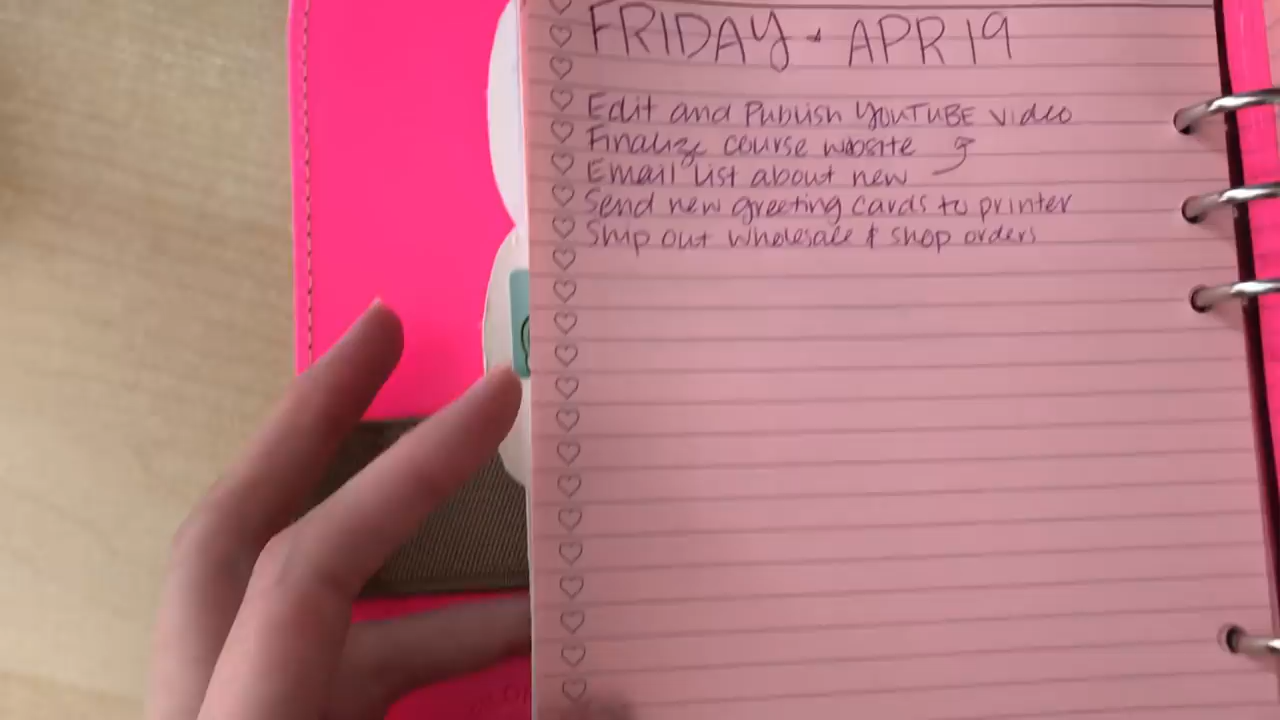 FRIDAY - APR 19
Edit and Publish YOUTUBE video
Finalize course website
Email list about new
Send new greeting cards to printer
Ship out wholesale & shop orders